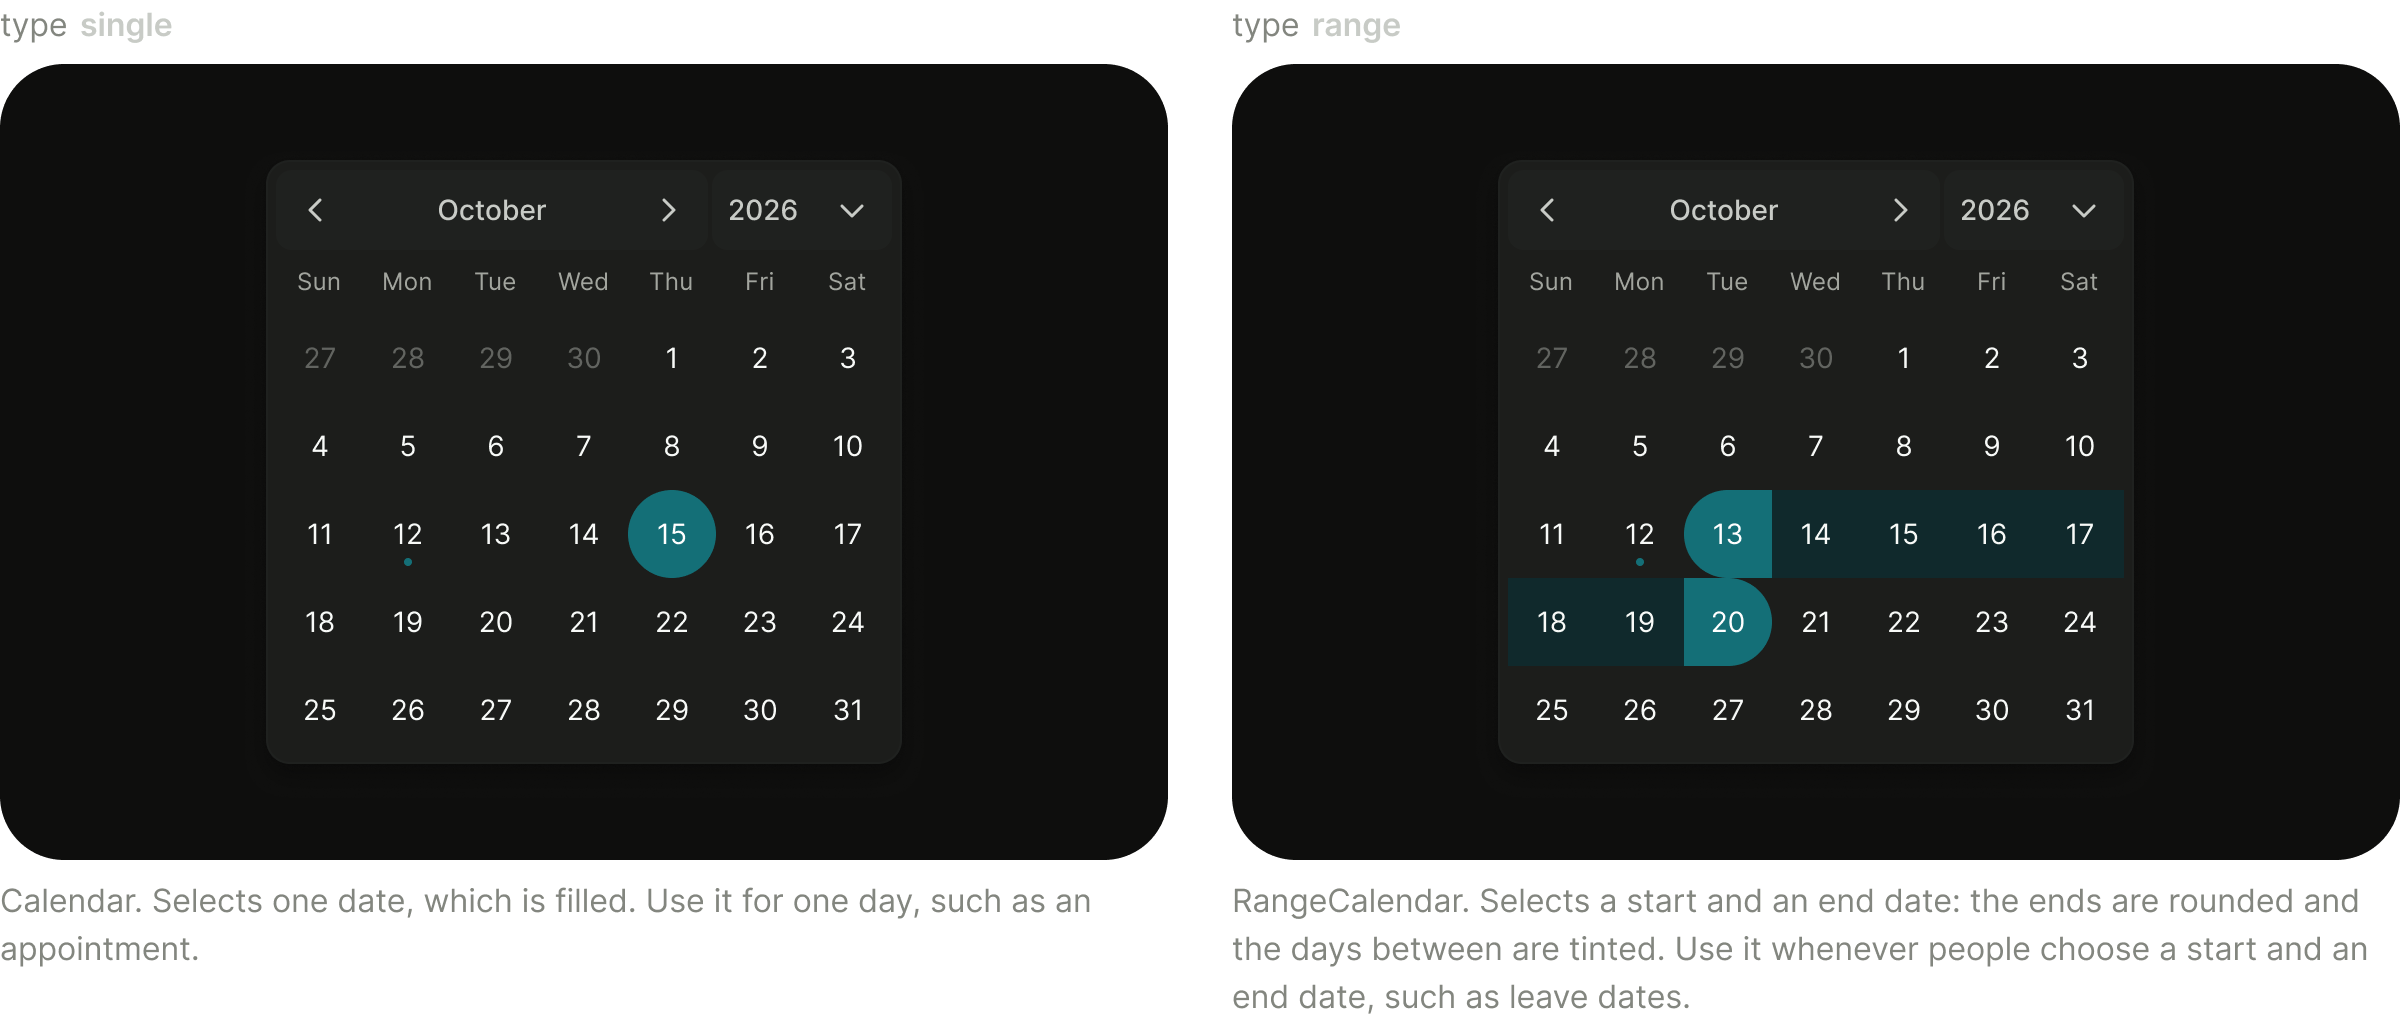 type single
October 2026
Sun Mon Tue Wed Thu Fri Sat
27 28 29 30 1 2 3
4 5 6 7 8 9 10
11 12 13 14 15 16 17
18 19 20 21 22 23 24
25 26 27 28 29 30 31
Calendar. Selects one date, which is filled. Use it for one day, such as an
appointment.
type range
October 2026
Sun Mon Tue Wed Thu Fri Sat
27 28 29 30 1 2 3
4 5 6 7 8 9 10
11 12 13 14 15 16 17
18 19 20 21 22 23 24
25 26 27 28 29 30 31
RangeCalendar. Selects a start and an end date: the ends are rounded and
the days between are tinted. Use it whenever people choose a start and an
end date, such as leave dates.